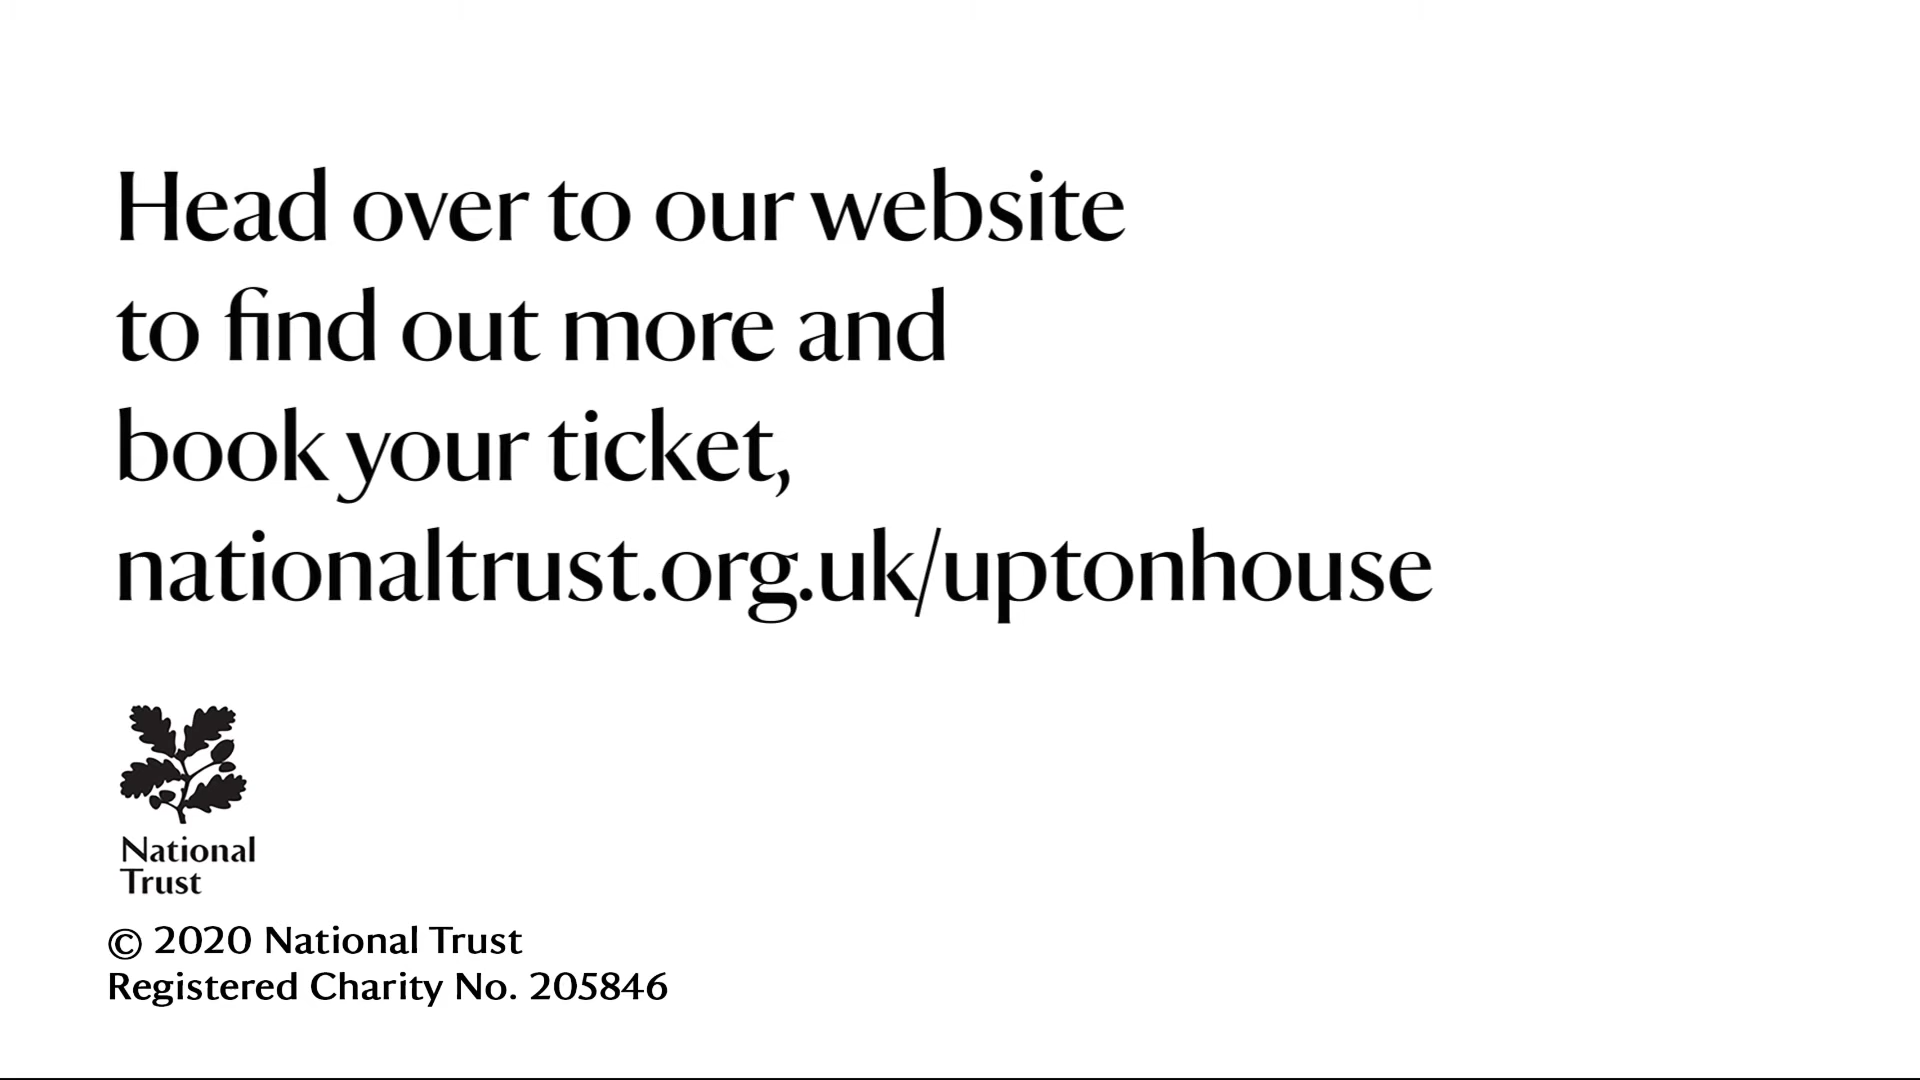 Head over to our website
to find out more and
book your ticket,
nationaltrust.org.uk/uptonhouse
National
Trust
© 2020 National Trust
Registered Charity No. 205846